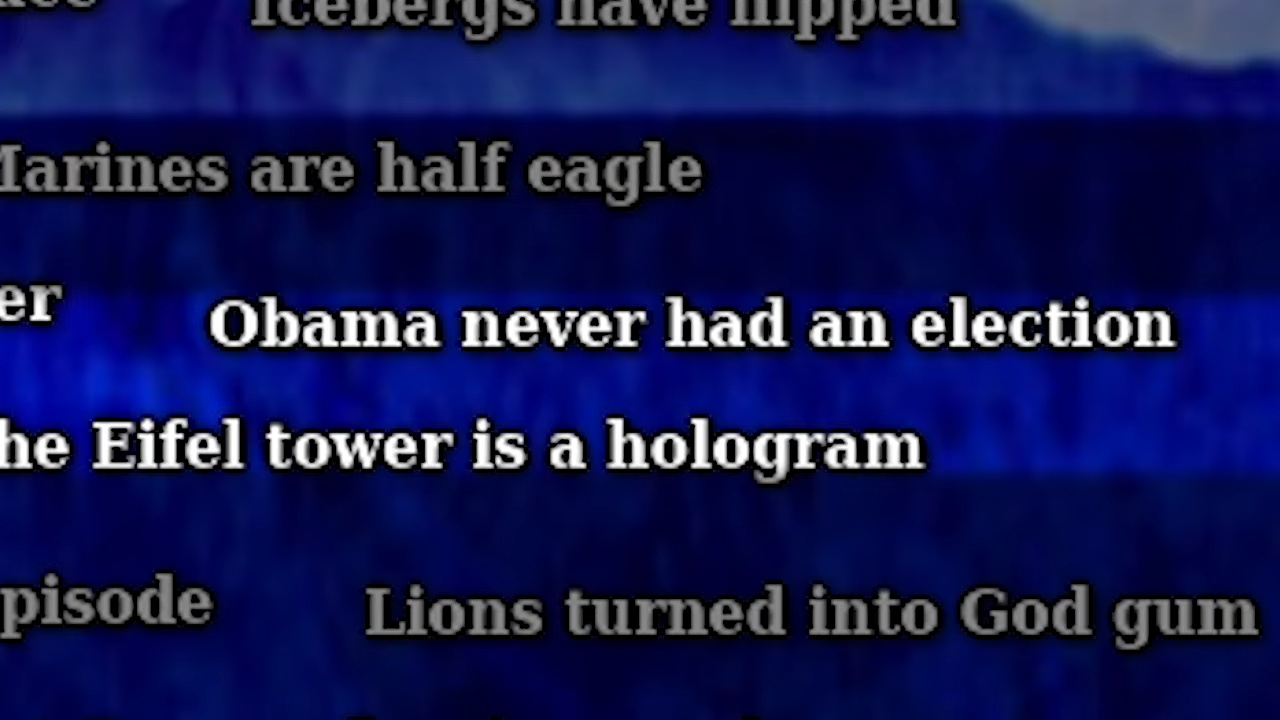 Icebergs have nipped
Marines are half eagle
er Obama never had an election
he Eifel tower is a hologram
pisode Lions turned into God gum